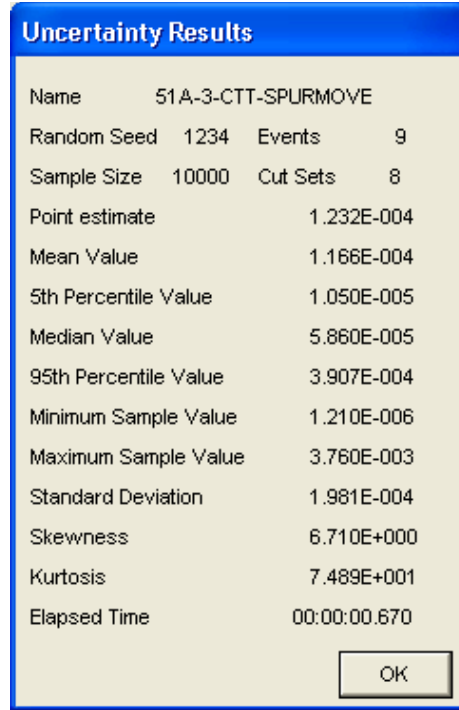 Uncertainty Results
Name 51A-3-CTT-SPURMOVE
Random Seed 1234 Events 9
Sample Size 10000 Cut Sets 8
Point estimate 1.232E-004
Mean Value 1.166E-004
5th Percentile Value 1.050E-005
Median Value 5.860E-005
95th Percentile Value 3.907E-004
Minimum Sample Value 1.210E-006
Maximum Sample Value 3.760E-003
Standard Deviation 1.981E-004
Skewness 6.710E+000
Kurtosis 7.489E+001
Elapsed Time 00:00:00.670
OK